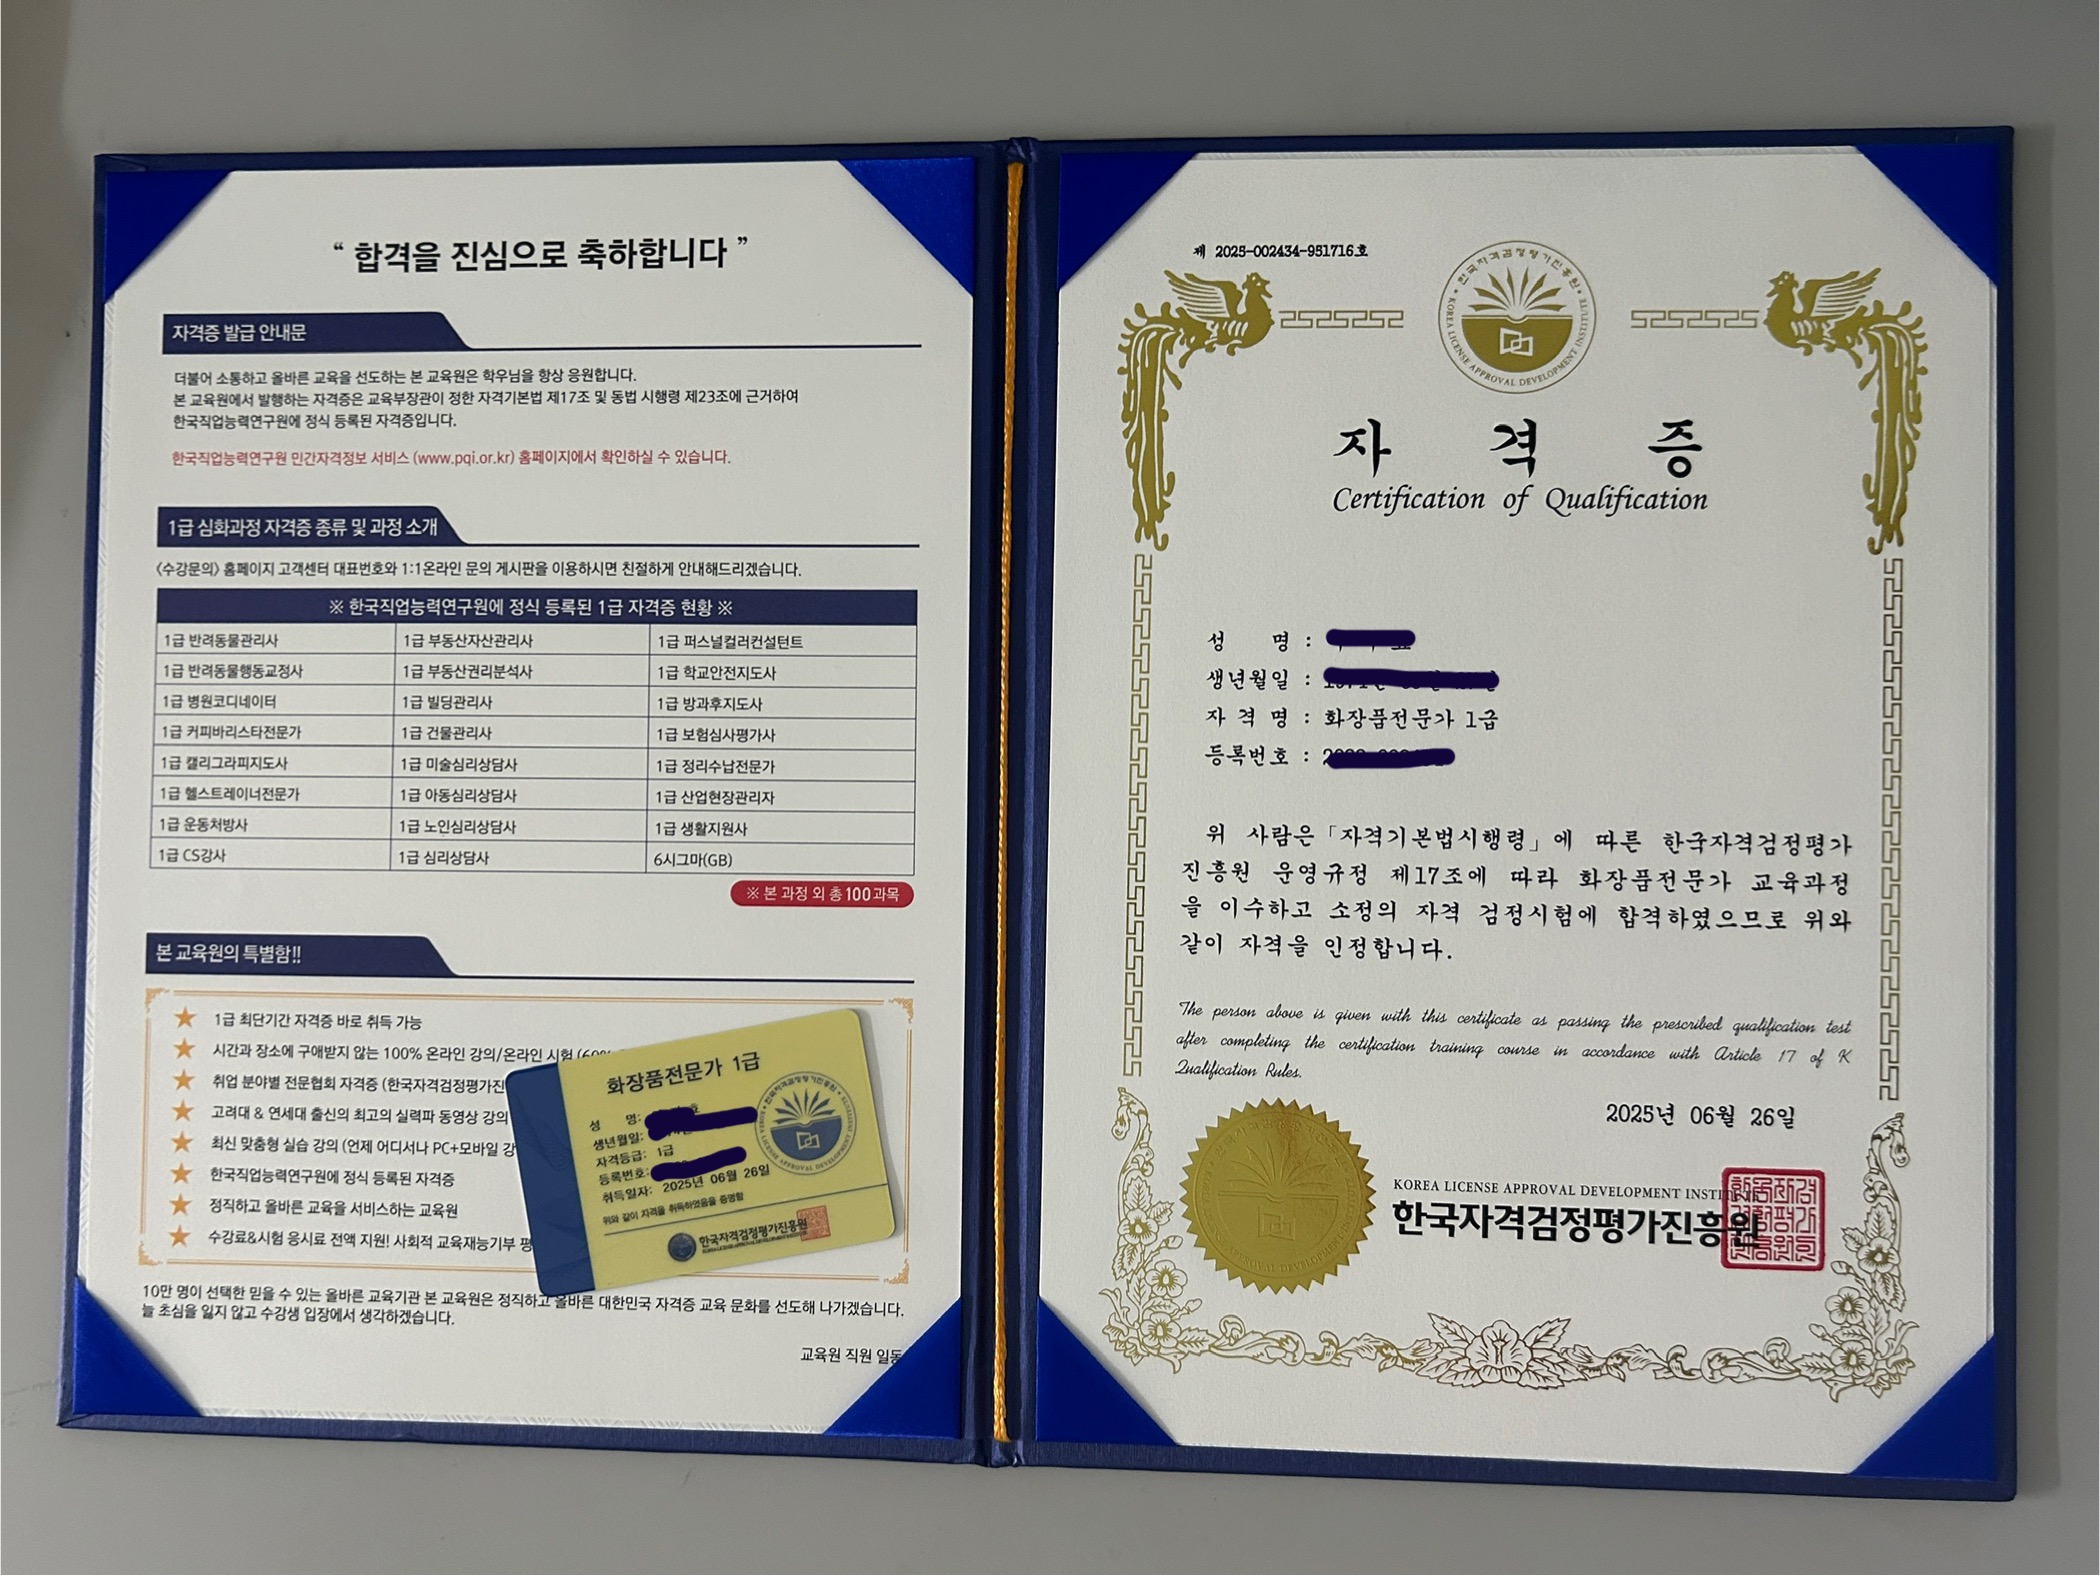 “ 합격을 진심으로 축하합니다 ”
자격증 발급 안내문
더불어 소통하고 올바른 교육을 선도하는 본 교육원은 학우님을 항상 응원합니다.
본 교육원에서 발행하는 자격증은 교육부장관이 정한 자격기본법 제17조 및 동법 시행령 제23조에 근거하여
한국직업능력연구원에 정식 등록된 자격증입니다.
한국직업능력연구원 민간자격정보 서비스 (www.pqi.or.kr) 홈페이지에서 확인하실 수 있습니다.
1급 심화과정 자격증 종류 및 과정 소개
<수강문의> 홈페이지 고객센터 대표번호와 1:1온라인 문의 게시판을 이용하시면 친절하게 안내해드리겠습니다.
※ 한국직업능력연구원에 정식 등록된 1급 자격증 현황 ※
1급 반려동물관리사 1급 부동산자산관리사 1급 퍼스널컬러컨설턴트
1급 반려동물행동교정사 1급 부동산권리분석사 1급 학교안전지도사
1급 병원코디네이터 1급 빌딩관리사 1급 방과후지도사
1급 커피바리스타전문가 1급 건물관리사 1급 보험심사평가사
1급 캘리그라피지도사 1급 미술심리상담사 1급 정리수납전문가
1급 헬스트레이너전문가 1급 아동심리상담사 1급 산업현장관리자
1급 운동처방사 1급 노인심리상담사 1급 생활지원사
1급 CS강사 1급 심리상담사 6시그마(GB)
※ 본 과정 외 총 100과목
본 교육원의 특별함!!
1급 최단기간 자격증 바로 취득 가능
시간과 장소에 구애받지 않는 100% 온라인 강의/온라인 시험
취업 분야별 전문협회 자격증 (한국자격검정평가진
고려대 & 연세대 출신의 최고의 실력파 동영상 강의
최신 맞춤형 실습 강의 (언제 어디서나 PC+모바일 강
한국직업능력연구원에 정식 등록된 자격증
정직하고 올바른 교육을 서비스하는 교육원
수강료&시험 응시료 전액 지원! 사회적 교육재능기부 평
10만 명이 선택한 믿을 수 있는 올바른 교육기관 본 교육원은 정직하고 올바른 대한민국 자격증 교육 문화를 선도해 나가겠습니다.
늘 초심을 잃지 않고 수강생 입장에서 생각하겠습니다.
교육원 직원 일동
화장품전문가 1급
성 명:
생년월일:
자격등급: 1급
등록번호:
취득일자: 2025년 06월 26일
위와 같이 자격을 취득하였음을 증명함
한국자격검정평가진흥원
KOREA LICENSE APPROVAL DEVELOPMENT INSTITUTE
한국자격검정평가진흥원
KOREA LICENSE APPROVAL DEVELOPMENT INSTITUTE
제 2025-002434-951716호
한국자격검정평가진흥원
KOREA LICENSE APPROVAL DEVELOPMENT INSTITUTE
자 격 증
Certification of Qualification
성 명 :
생년월일 :
자 격 명 : 화장품전문가 1급
등록번호 :
위 사람은「자격기본법시행령」에 따른 한국자격검정평가
진흥원 운영규정 제17조에 따라 화장품전문가 교육과정
을 이수하고 소정의 자격 검정시험에 합격하였으므로 위와
같이 자격을 인정합니다.
The person above is given with this certificate as passing the prescribed qualification test
after completing the certification training course in accordance with Article 17 of K
Qualification Rules.
2025년 06월 26일
KOREA LICENSE APPROVAL DEVELOPMENT INSTITUTE
한국자격검정평가진흥원